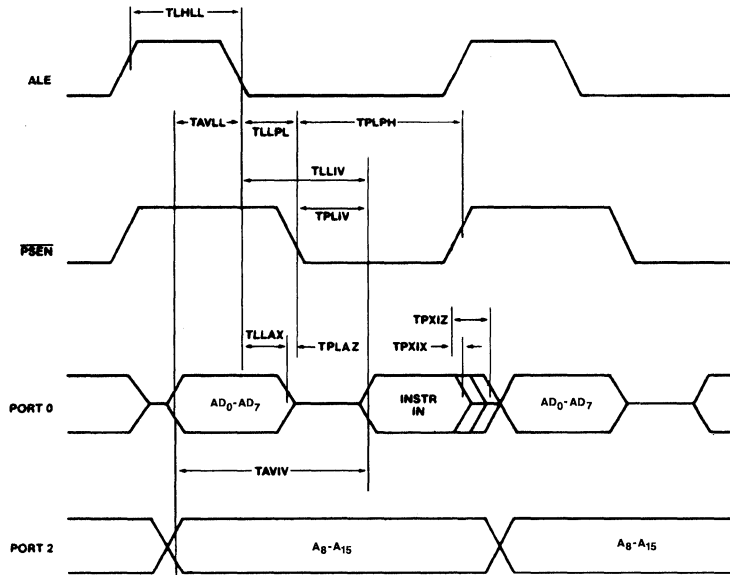 TLHLL
ALE
TAVLL
TLLPL
TPLPH
TLLIV
TPLIV
PSEN
TPXIZ
TLLAX
TPLAZ
TPXIX
PORT 0
AD0-AD7
INSTR
IN
AD0-AD7
TAVIV
PORT 2
A8-A15
A8-A15